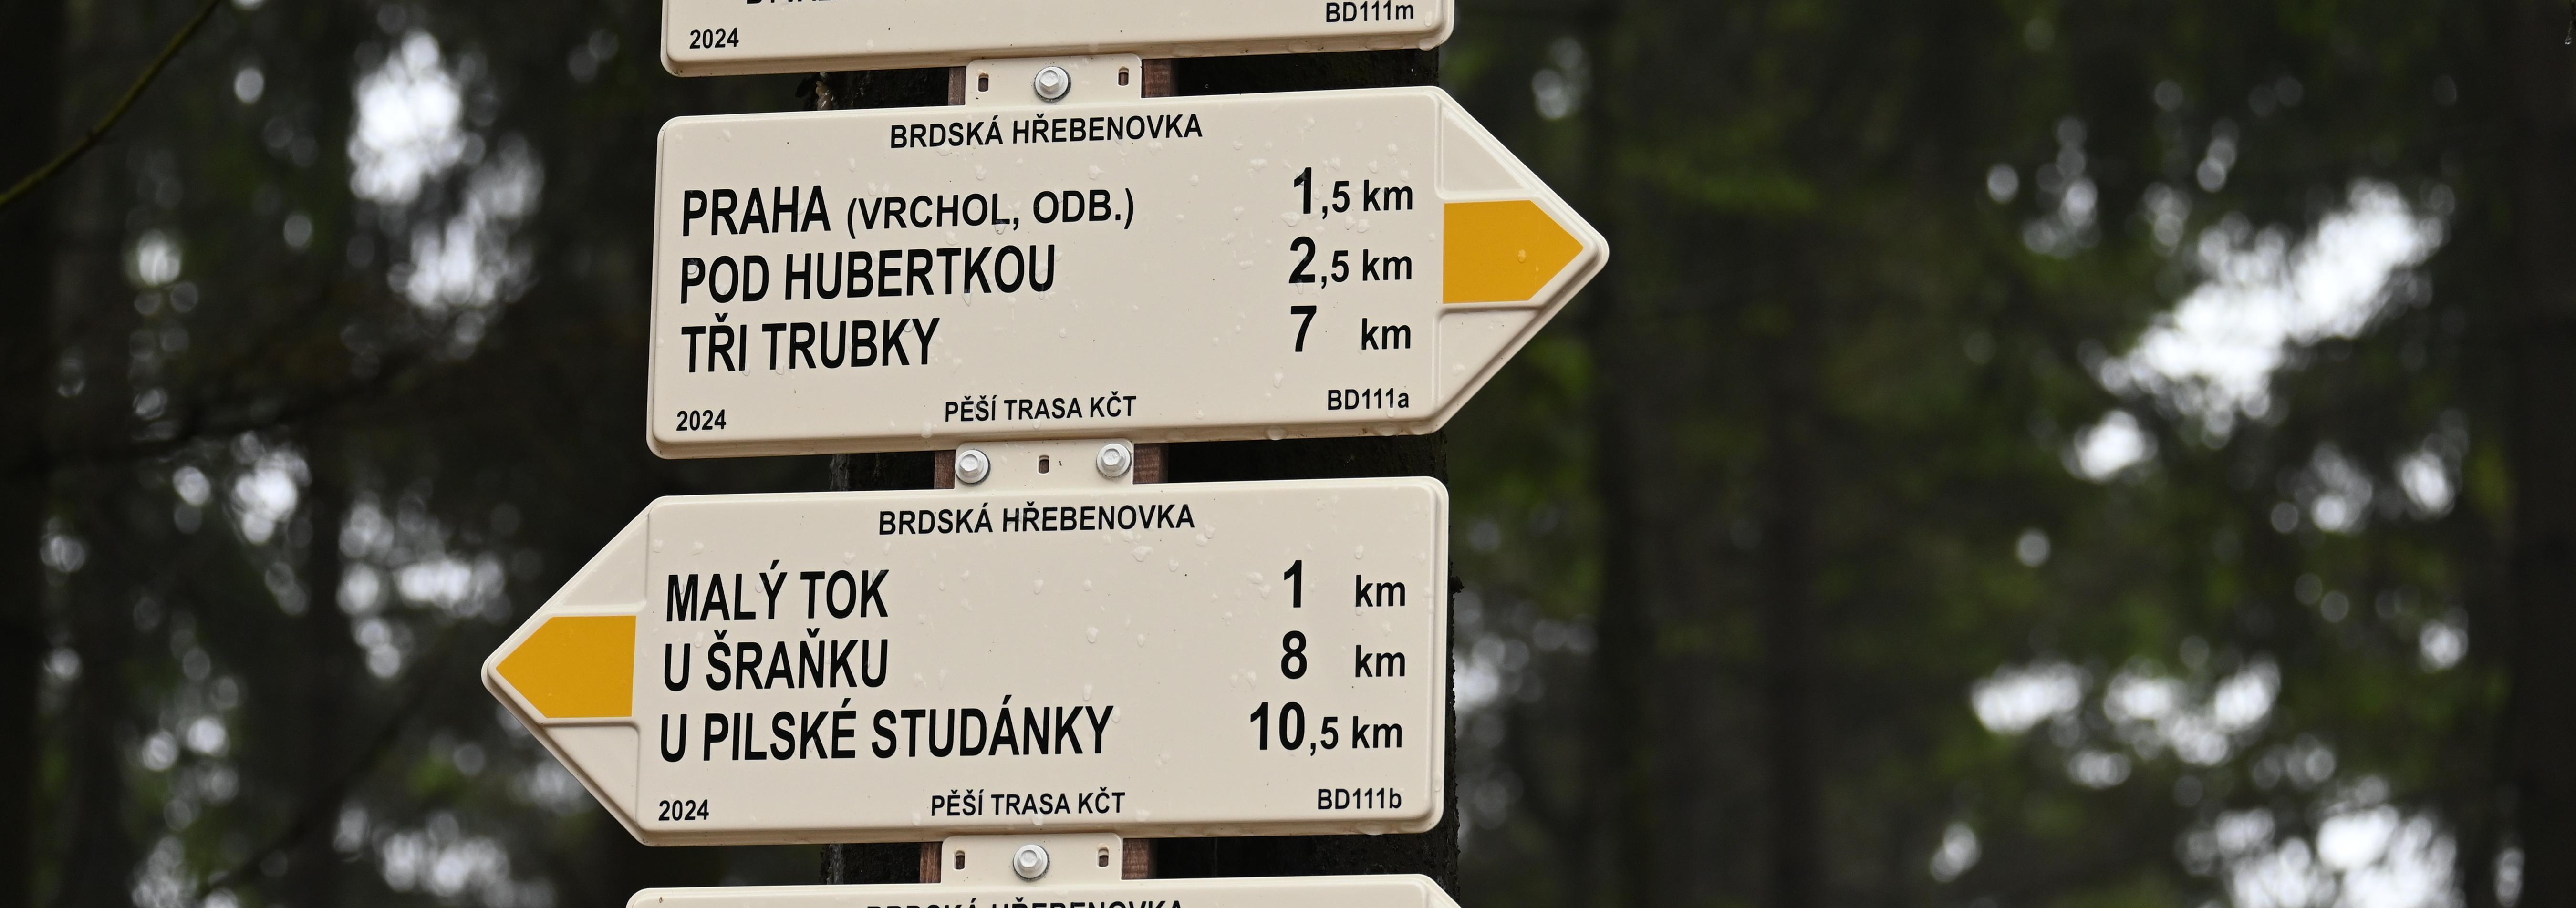 BD111m
2024
BRDSKÁ HŘEBENOVKA
PRAHA (VRCHOL, ODB.) 1,5 km
POD HUBERTKOU 2,5 km
TŘI TRUBKY 7 km
2024 PĚŠÍ TRASA KČT BD111a
BRDSKÁ HŘEBENOVKA
MALÝ TOK 1 km
U ŠRAŇKU 8 km
U PILSKÉ STUDÁNKY 10,5 km
2024 PĚŠÍ TRASA KČT BD111b
BRDSKÁ HŘEBENOVKA